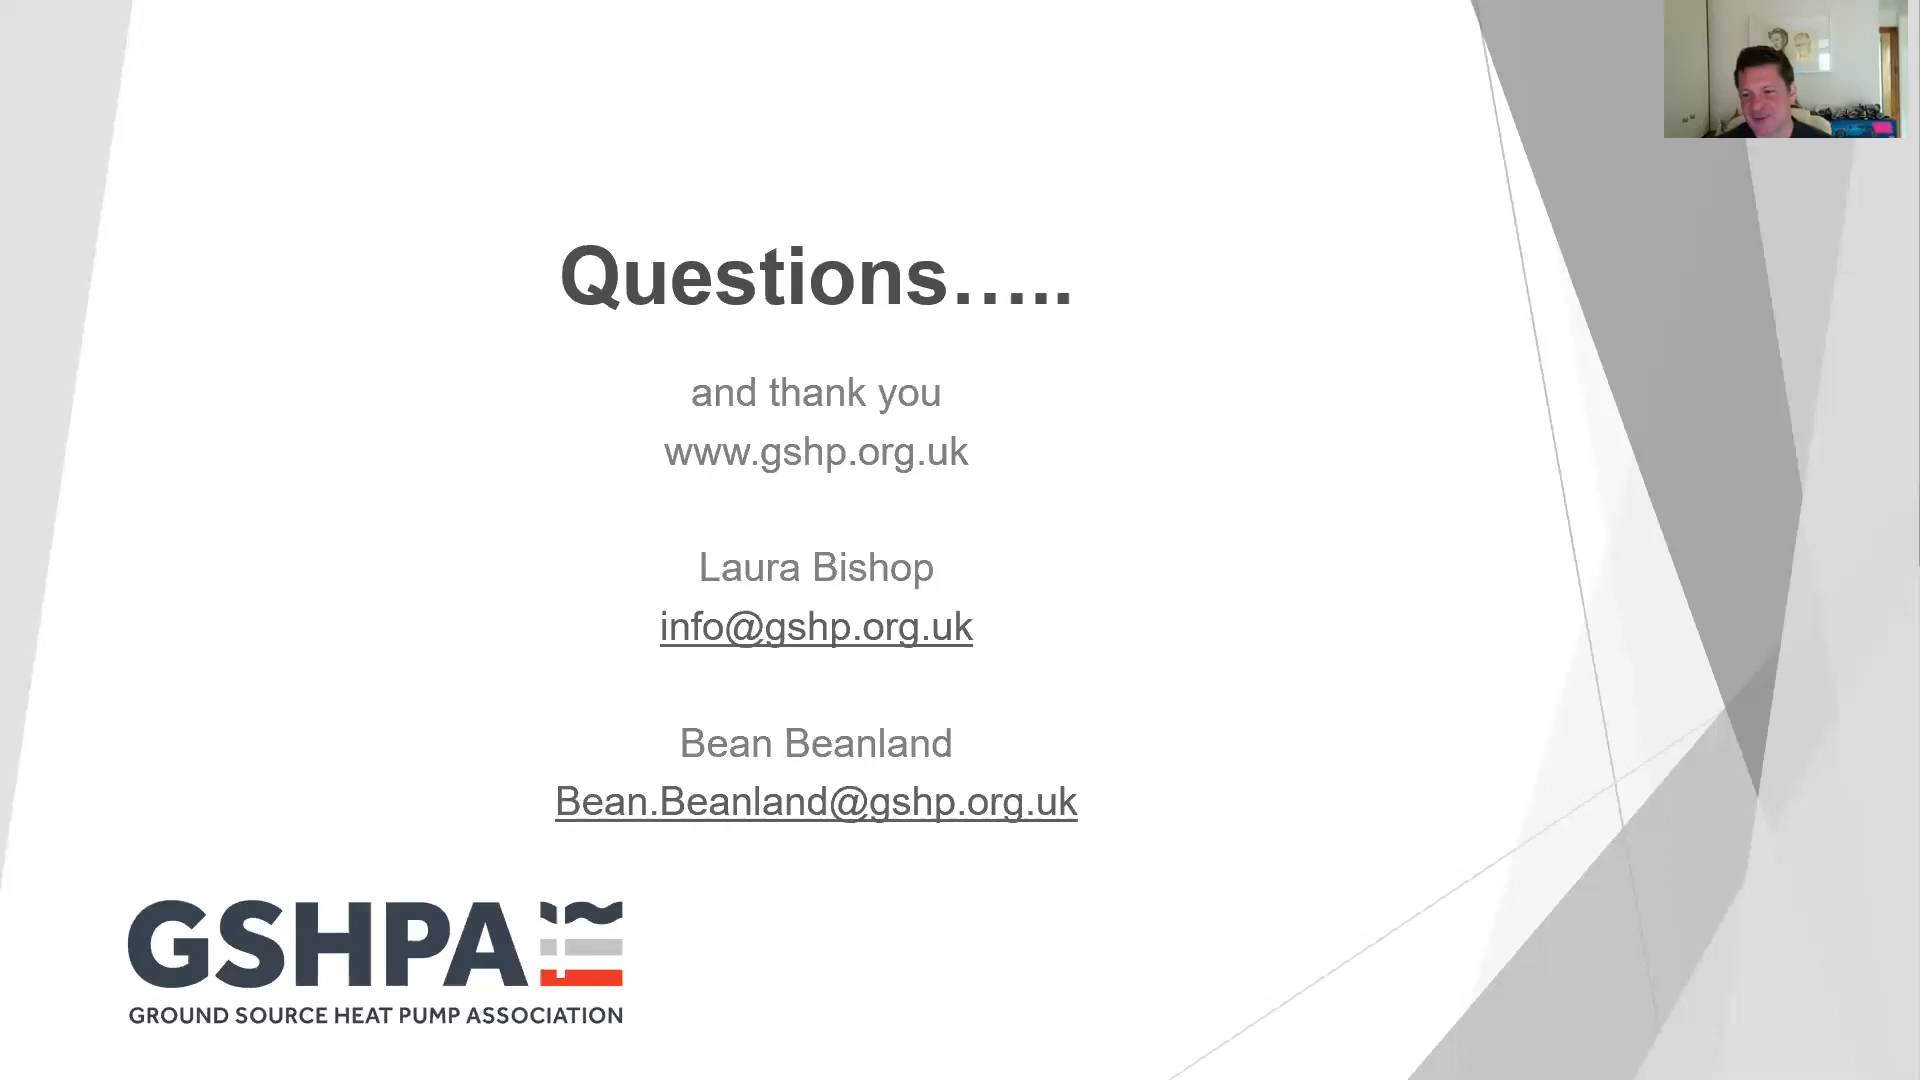 Questions…..
and thank you
www.gshp.org.uk
Laura Bishop
info@gshp.org.uk
Bean Beanland
Bean.Beanland@gshp.org.uk
GSHPA
GROUND SOURCE HEAT PUMP ASSOCIATION